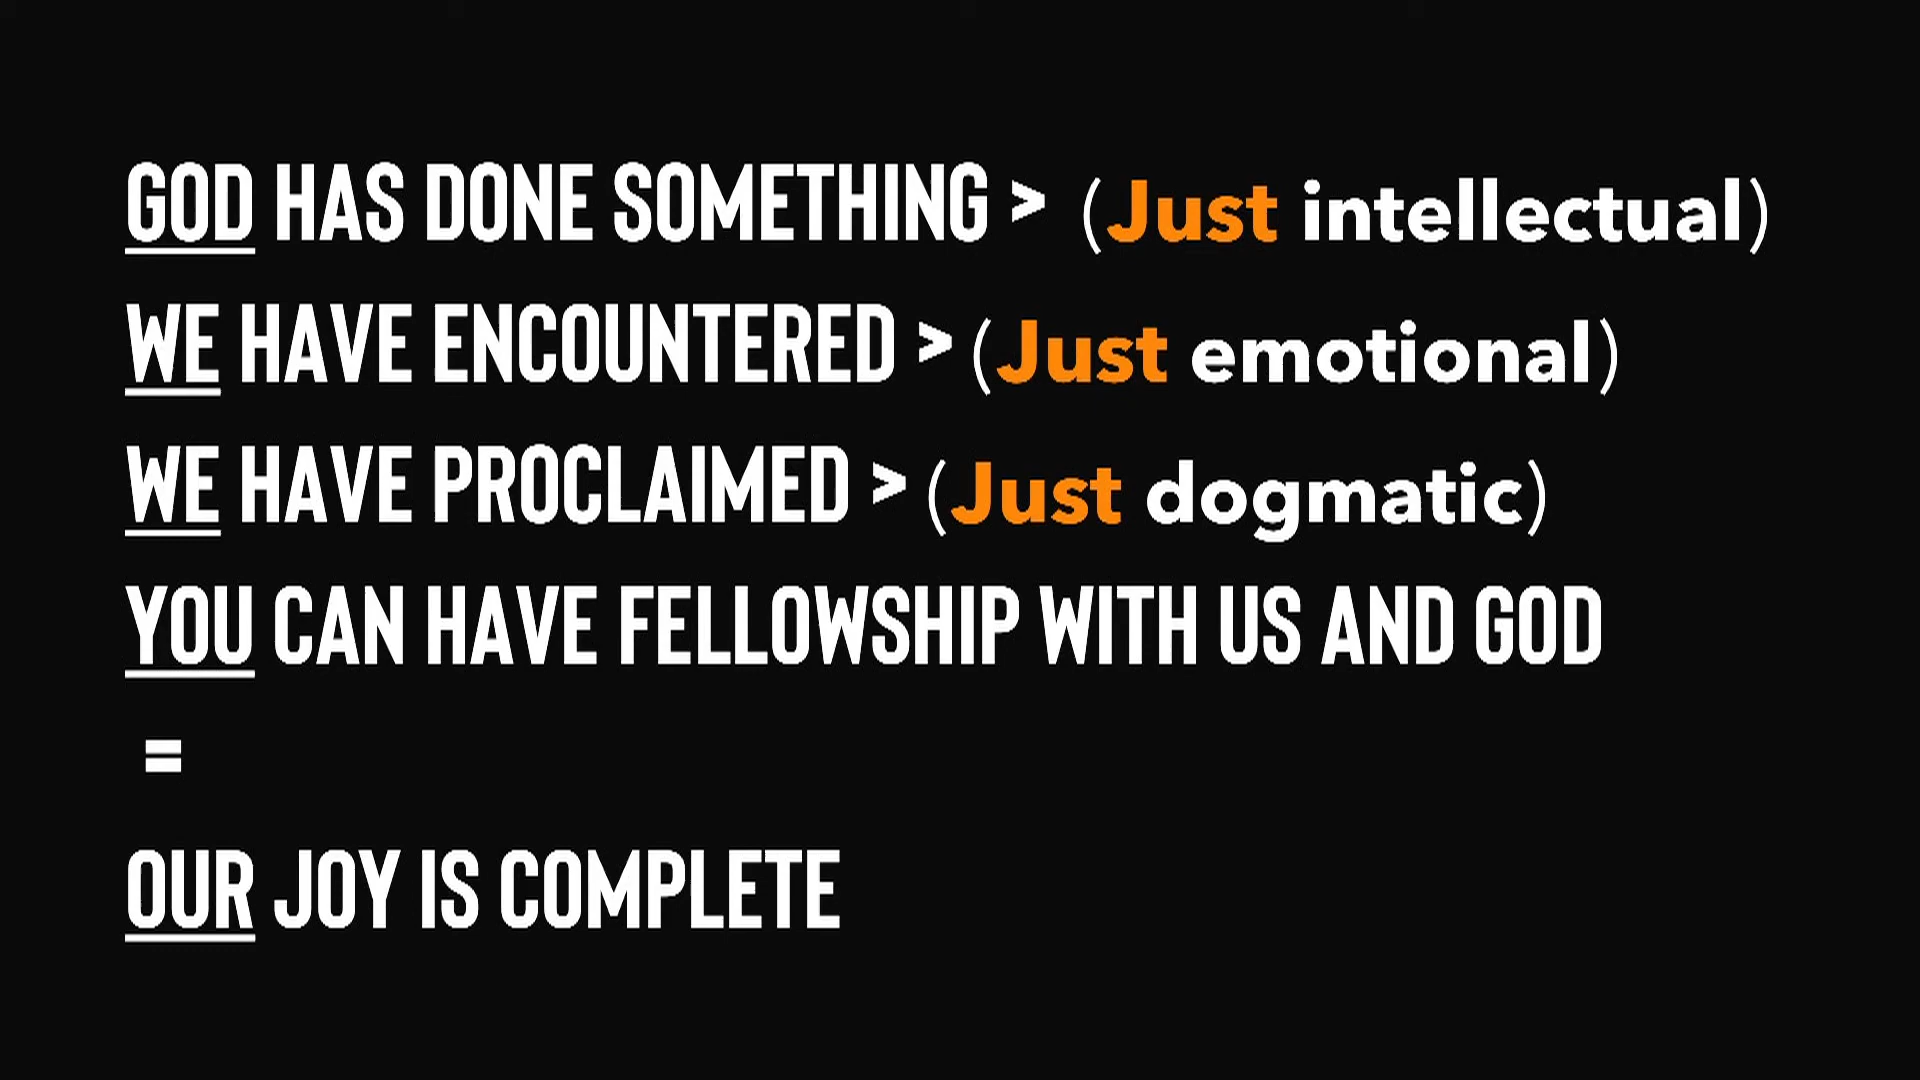 GOD HAS DONE SOMETHING > (Just intellectual)
WE HAVE ENCOUNTERED > (Just emotional)
WE HAVE PROCLAIMED > (Just dogmatic)
YOU CAN HAVE FELLOWSHIP WITH US AND GOD
=
OUR JOY IS COMPLETE